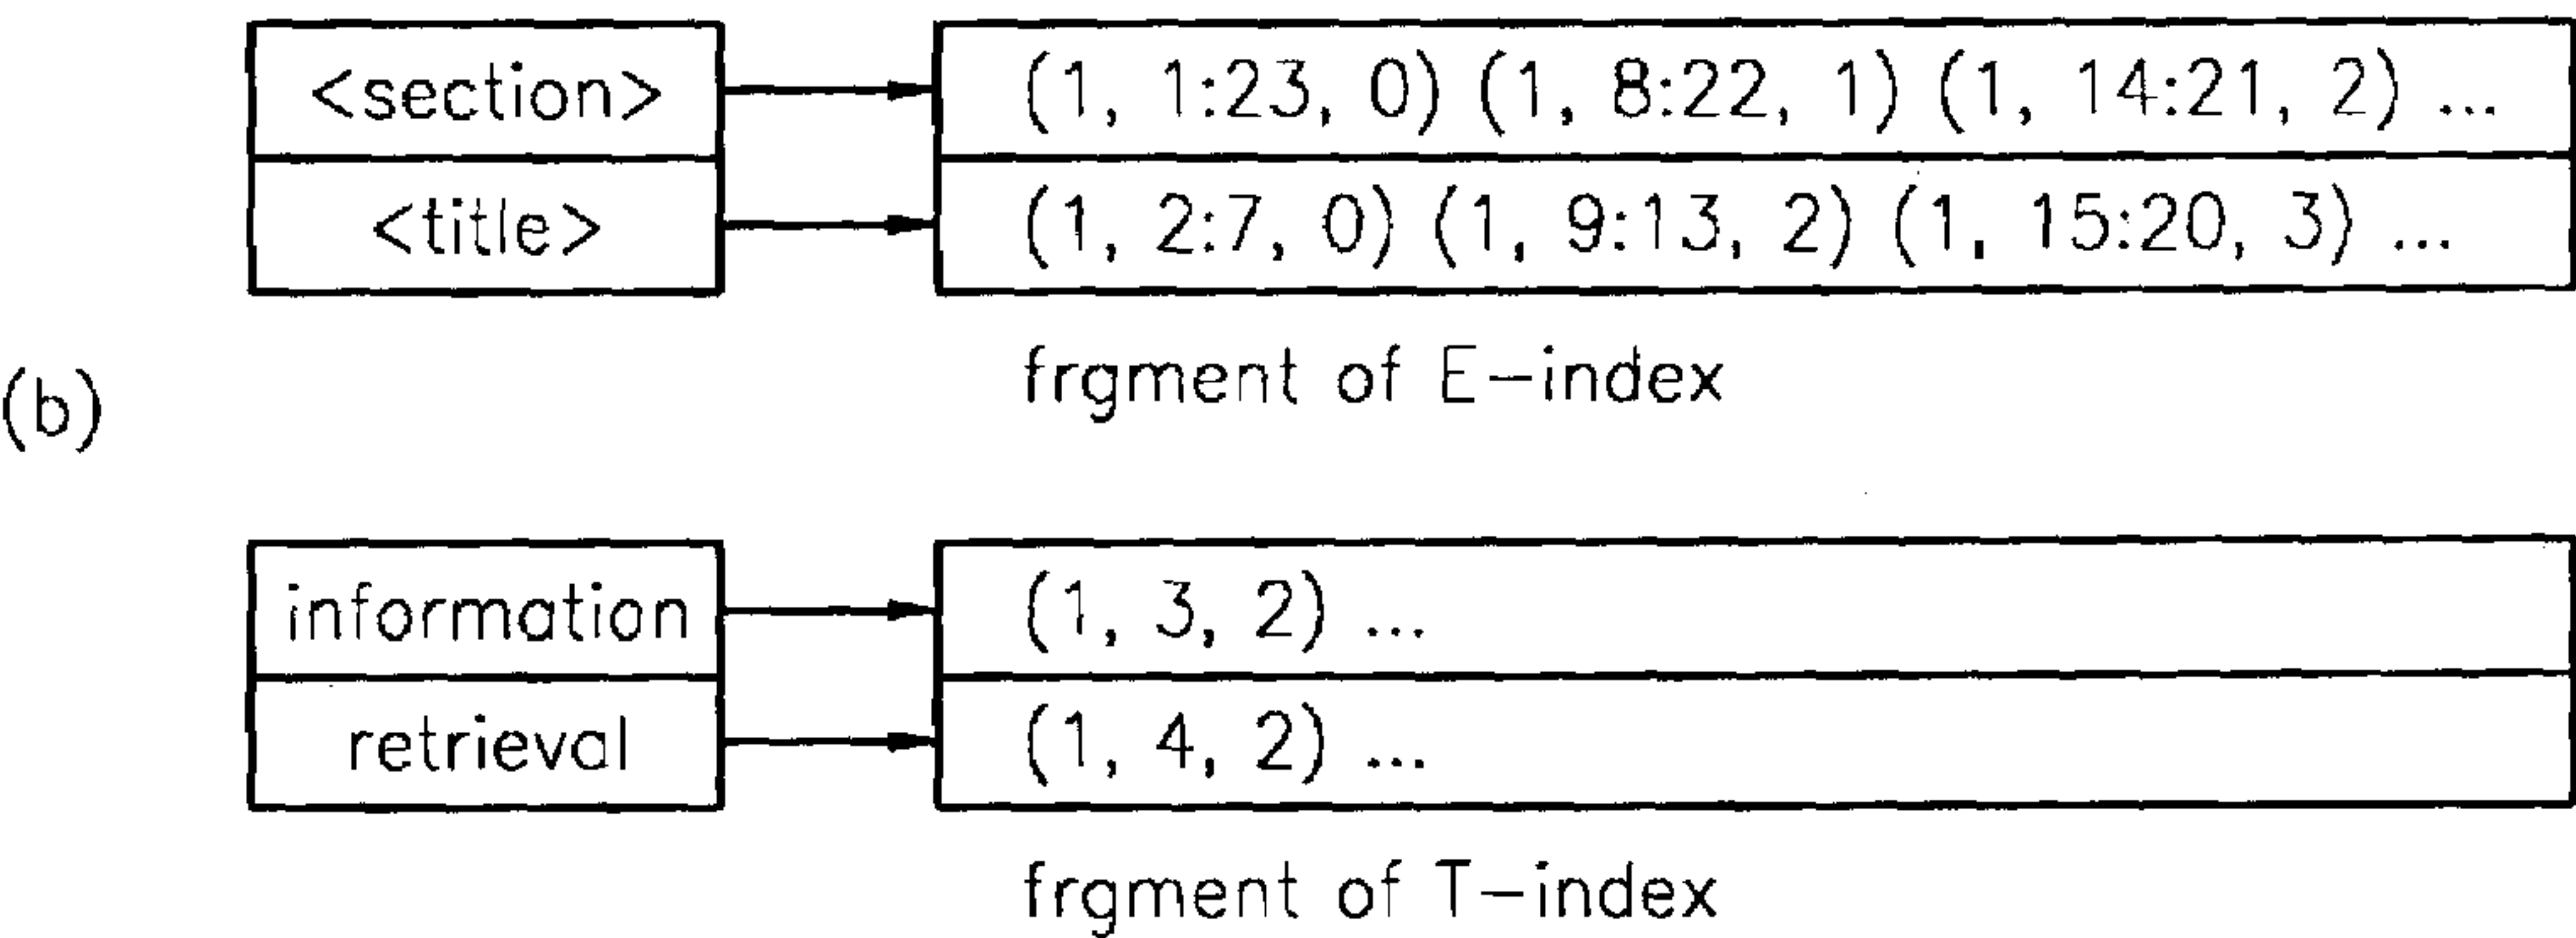 <section> (1, 1:23, 0) (1, 8:22, 1) (1, 14:21, 2) ...
<title> (1, 2:7, 0) (1, 9:13, 2) (1, 15:20, 3) ...
frgment of E-index
(b)
information (1, 3, 2) ...
retrieval (1, 4, 2) ...
frgment of T-index